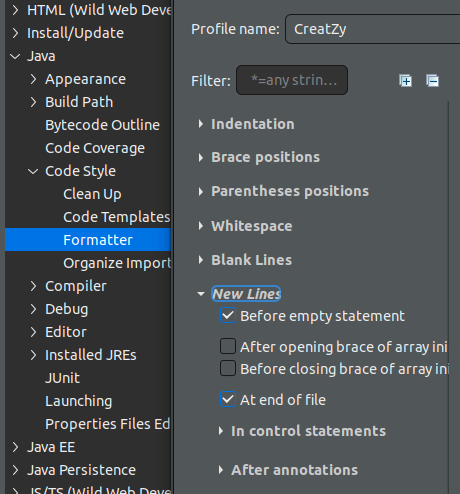 HTML (Wild Web Deve
Install/Update
Java
Appearance
Build Path
Bytecode Outline
Code Coverage
Code Style
Clean Up
Code Templates
Formatter
Organize Import
Compiler
Debug
Editor
Installed JREs
JUnit
Launching
Properties Files Ed
Java EE
Java Persistence
JS/TS (Wild Web Deve
Profile name: CreatZy
Filter: *=any strin...
Indentation
Brace positions
Parentheses positions
Whitespace
Blank Lines
New Lines
Before empty statement
After opening brace of array ini
Before closing brace of array ini
At end of file
In control statements
After annotations